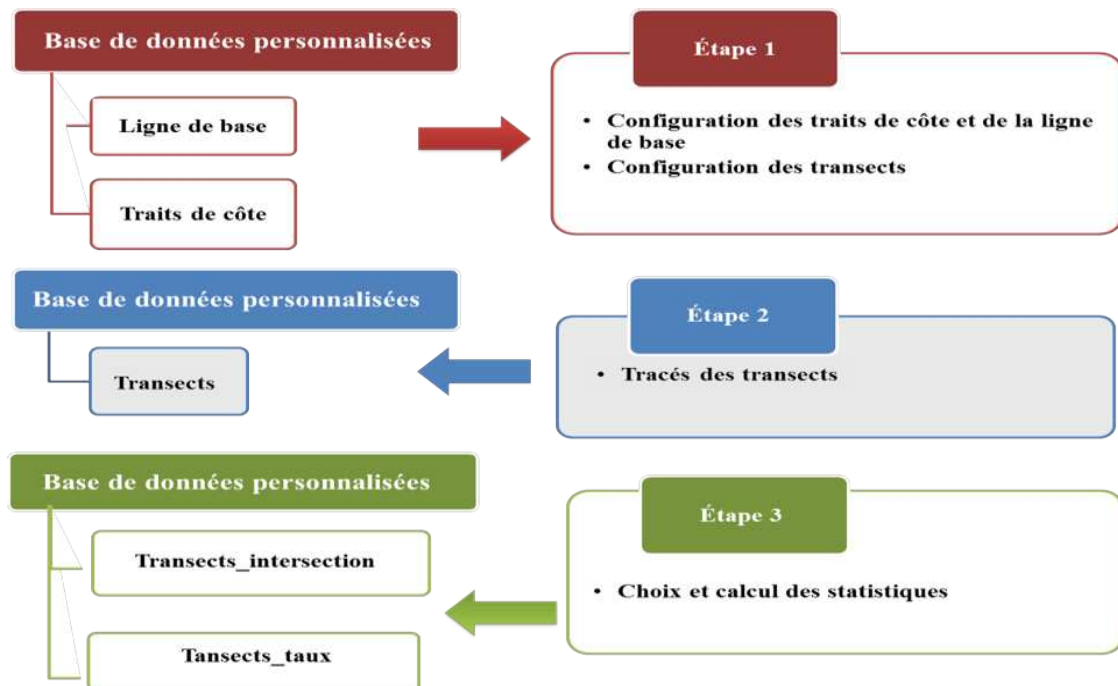 Base de données personnalisées
Ligne de base
Traits de côte
Étape 1
• Configuration des traits de côte et de la ligne
de base
• Configuration des transects
Base de données personnalisées
Transects
Étape 2
• Tracés des transects
Base de données personnalisées
Transects_intersection
Tansects_taux
Étape 3
• Choix et calcul des statistiques